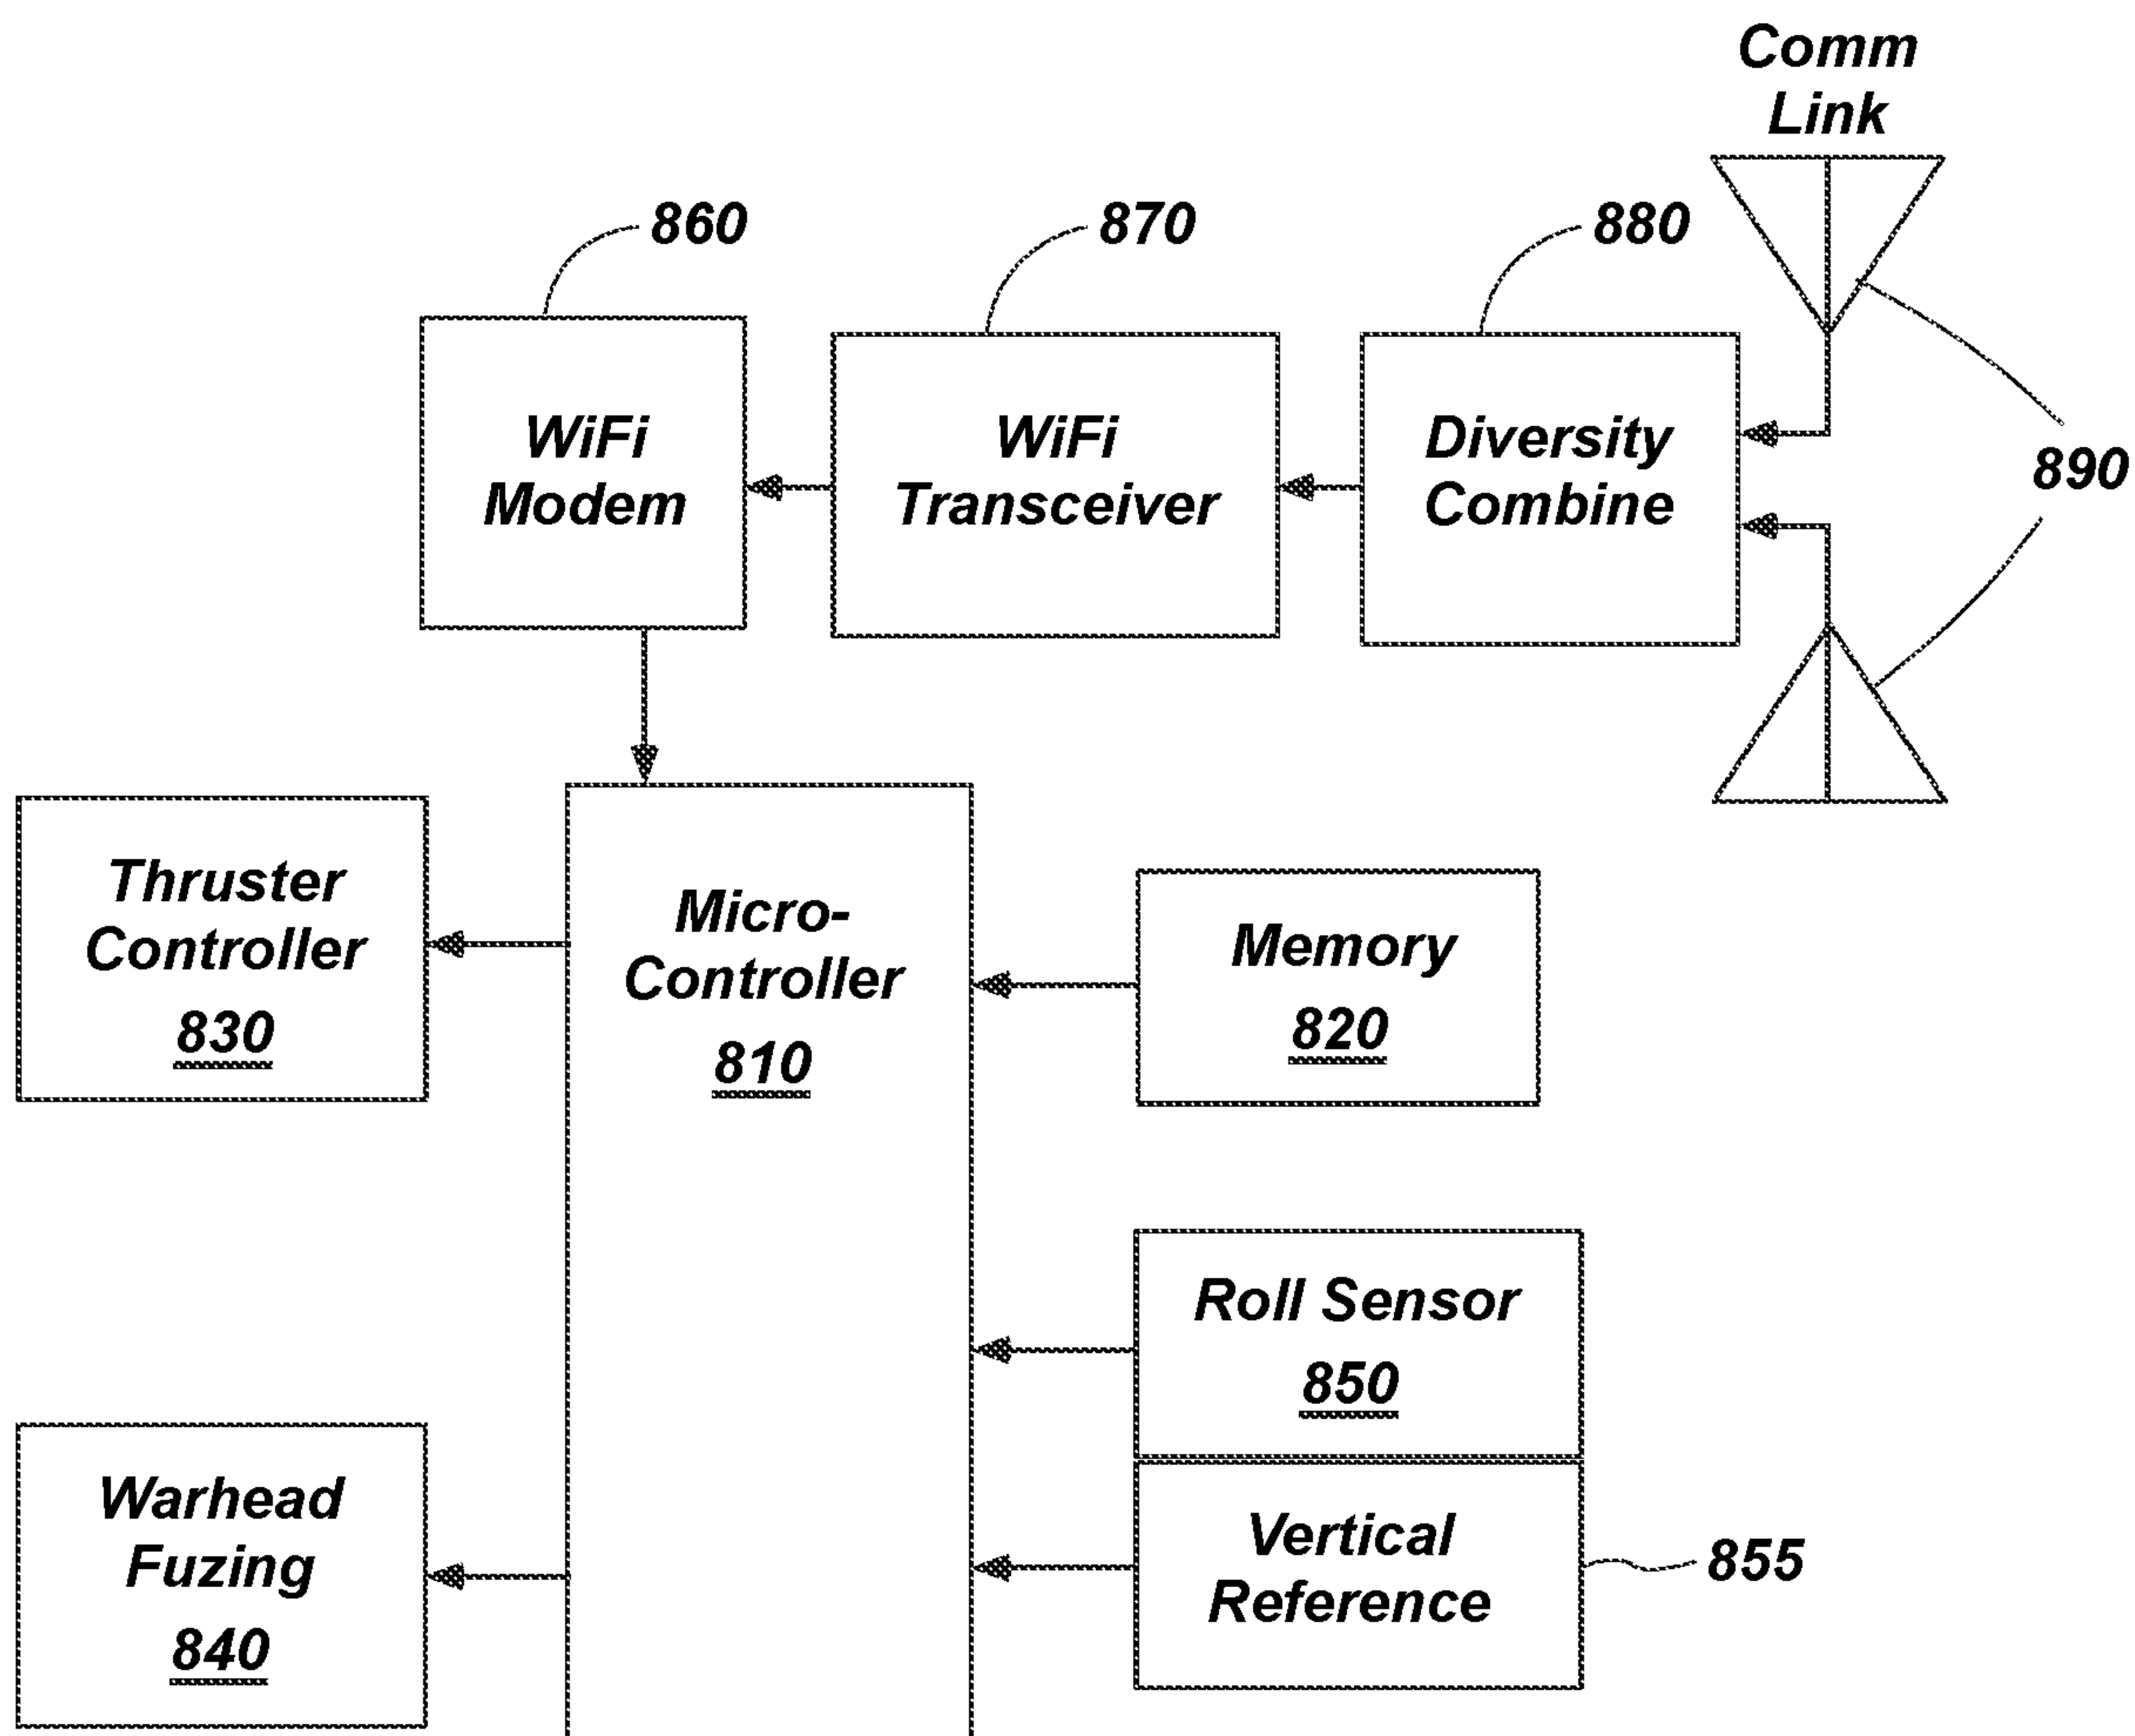 Comm
Link
860
870
880
WiFi
Modem
WiFi
Transceiver
Diversity
Combine
890
Thruster
Controller
830
Micro-
Controller
810
Memory
820
Roll Sensor
850
Warhead
Fuzing
840
Vertical
Reference
855